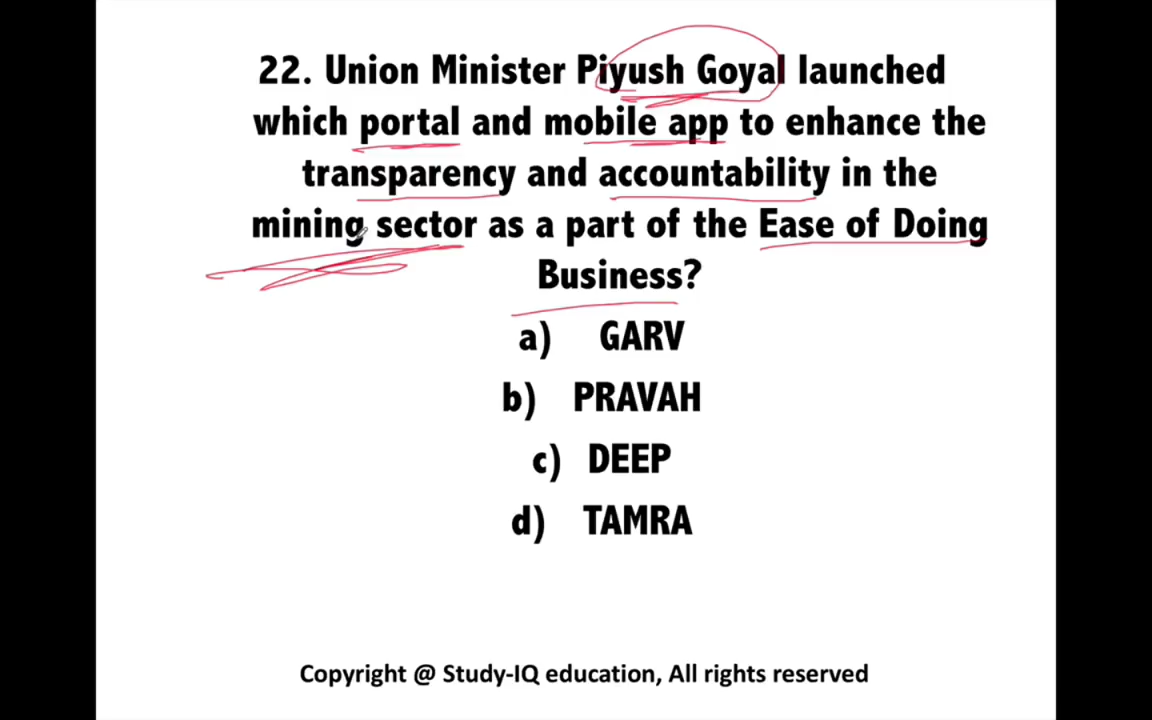 22. Union Minister Piyush Goyal launched
which portal and mobile app to enhance the
transparency and accountability in the
mining sector as a part of the Ease of Doing
Business?
a) GARV
b) PRAVAH
c) DEEP
d) TAMRA
Copyright @ Study-IQ education, All rights reserved